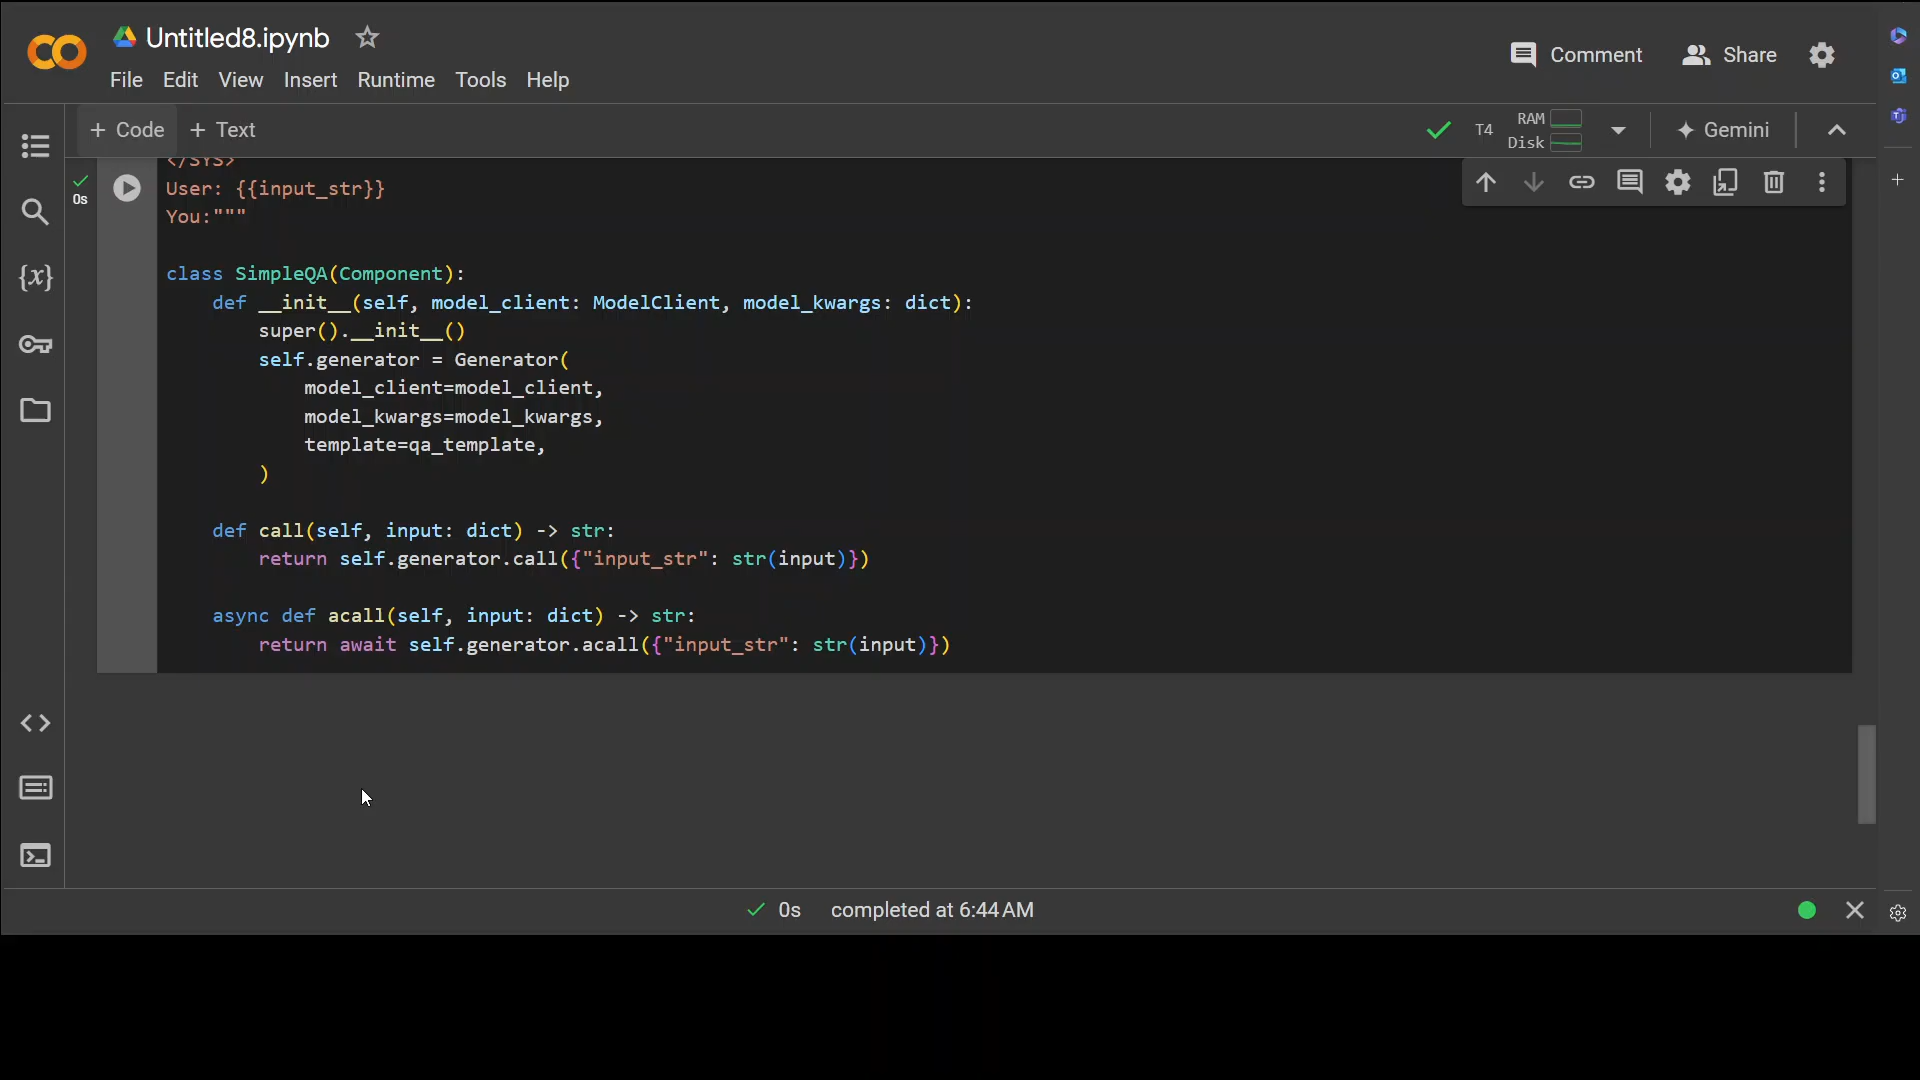 Untitled8.ipynb
Comment
Share
File Edit View Insert Runtime Tools Help
+ Code + Text
T4
RAM
Disk
Gemini
</SYS>
User: {{input_str}}
You:"""
0s
class SimpleQA(Component):
def __init__(self, model_client: ModelClient, model_kwargs: dict):
super().__init__()
self.generator = Generator(
model_client=model_client,
model_kwargs=model_kwargs,
template=qa_template,
)
def call(self, input: dict) -> str:
return self.generator.call({"input_str": str(input)})
async def acall(self, input: dict) -> str:
return await self.generator.acall({"input_str": str(input)})
0s completed at 6:44 AM